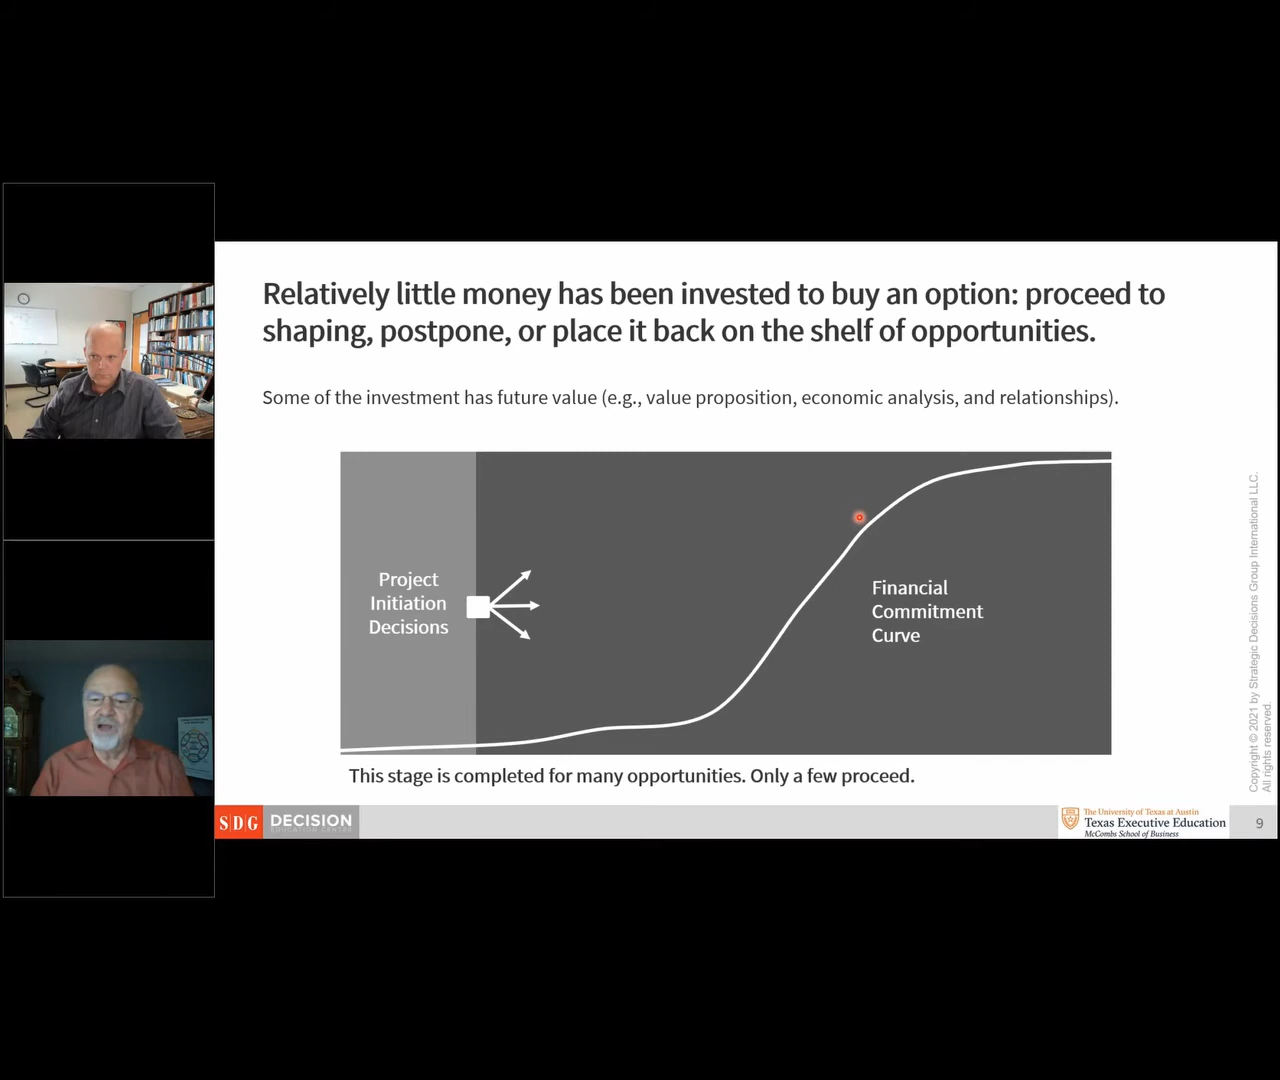 Relatively little money has been invested to buy an option: proceed to
shaping, postpone, or place it back on the shelf of opportunities.
Some of the investment has future value (e.g., value proposition, economic analysis, and relationships).
Project
Initiation
Decisions
Financial
Commitment
Curve
This stage is completed for many opportunities. Only a few proceed.
Copyright © 2021 by Strategic Decisions Group International LLC.
All rights reserved.
SDG
DECISION
EDUCATION CENTER
The University of Texas at Austin
Texas Executive Education
McCombs School of Business
9